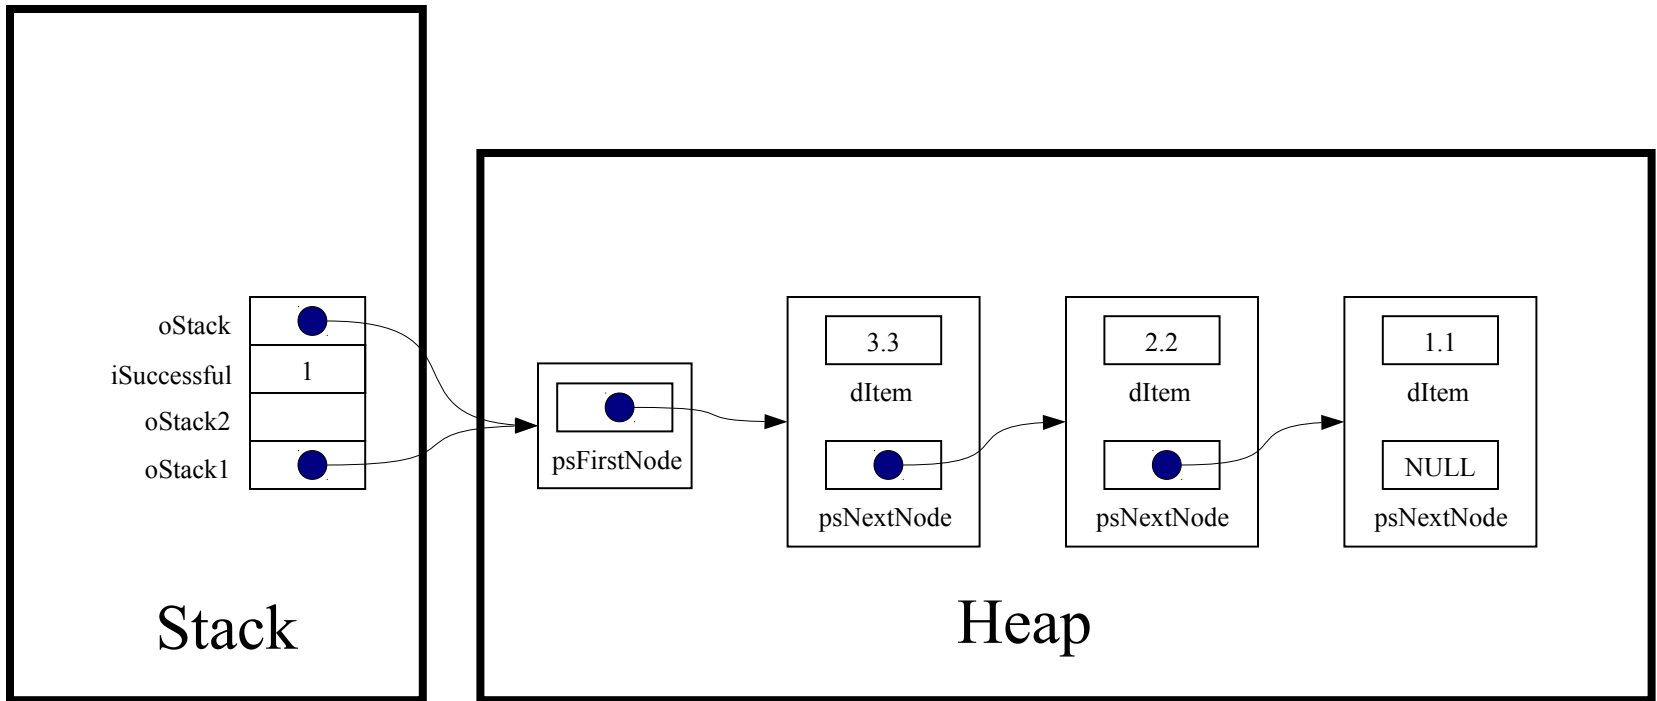 oStack
iSuccessful 1
oStack2
oStack1
psFirstNode
3.3
dItem
psNextNode
2.2
dItem
psNextNode
1.1
dItem
NULL
psNextNode
Stack
Heap